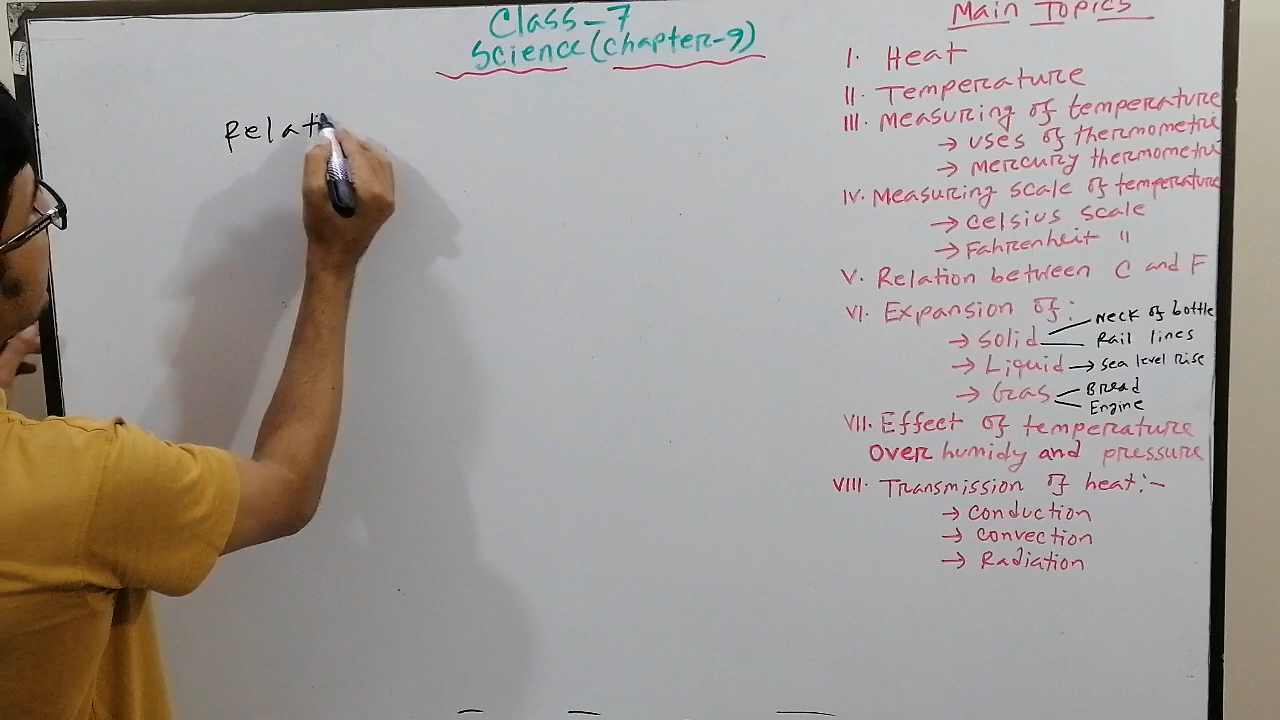 Class-7
Science (chapter-9)
Relati
Main Topics
I. Heat
II. Temperature
III. Measuring of temperature
→ uses of thermometri
→ Mercury thermometri
IV. Measuring scale of temperature
→ Celsius scale
→ Fahrenheit "
V. Relation between C and F
VI. Expansion of:
→ Solid Neck of bottle
Rail lines
→ Liquid → Sea level rise
→ Gas Bread
Engine
VII. Effect of temperature
over humidy and pressure
VIII. Transmission of heat:-
→ Conduction
→ Convection
→ Radiation